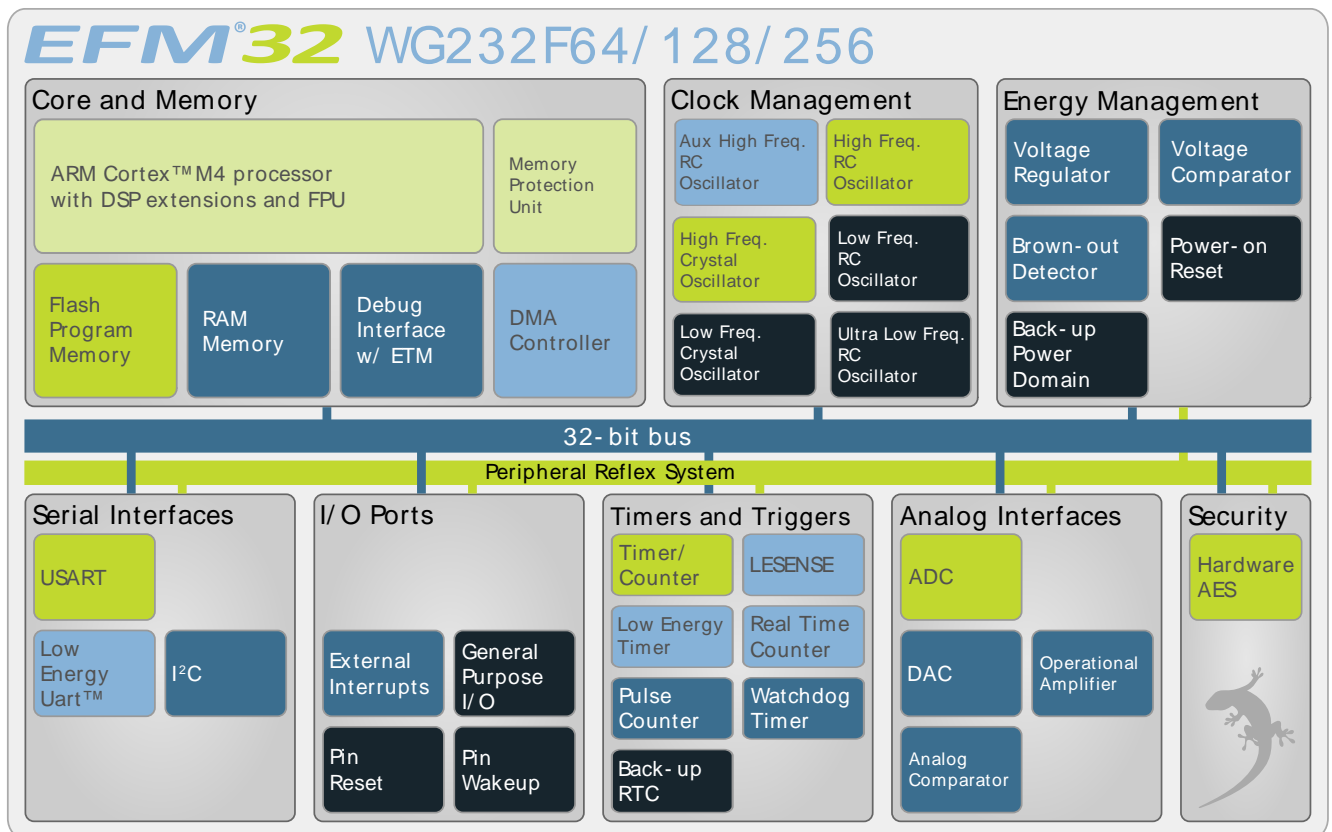 EFM®32 WG232F64/128/256
Core and Memory
ARM Cortex™ M4 processor
with DSP extensions and FPU
Memory
Protection
Unit
Flash
Program
Memory
RAM
Memory
Debug
Interface
w/ ETM
DMA
Controller
Clock Management
Aux High Freq.
RC
Oscillator
High Freq.
RC
Oscillator
High Freq.
Crystal
Oscillator
Low Freq.
RC
Oscillator
Low Freq.
Crystal
Oscillator
Ultra Low Freq.
RC
Oscillator
Energy Management
Voltage
Regulator
Voltage
Comparator
Brown-out
Detector
Power-on
Reset
Back-up
Power
Domain
32-bit bus
Peripheral Reflex System
Serial Interfaces
USART
Low
Energy
Uart™
I²C
I/O Ports
External
Interrupts
General
Purpose
I/O
Pin
Reset
Pin
Wakeup
Timers and Triggers
Timer/
Counter
LESENSE
Low Energy
Timer
Real Time
Counter
Pulse
Counter
Watchdog
Timer
Back-up
RTC
Analog Interfaces
ADC
DAC
Operational
Amplifier
Analog
Comparator
Security
Hardware
AES